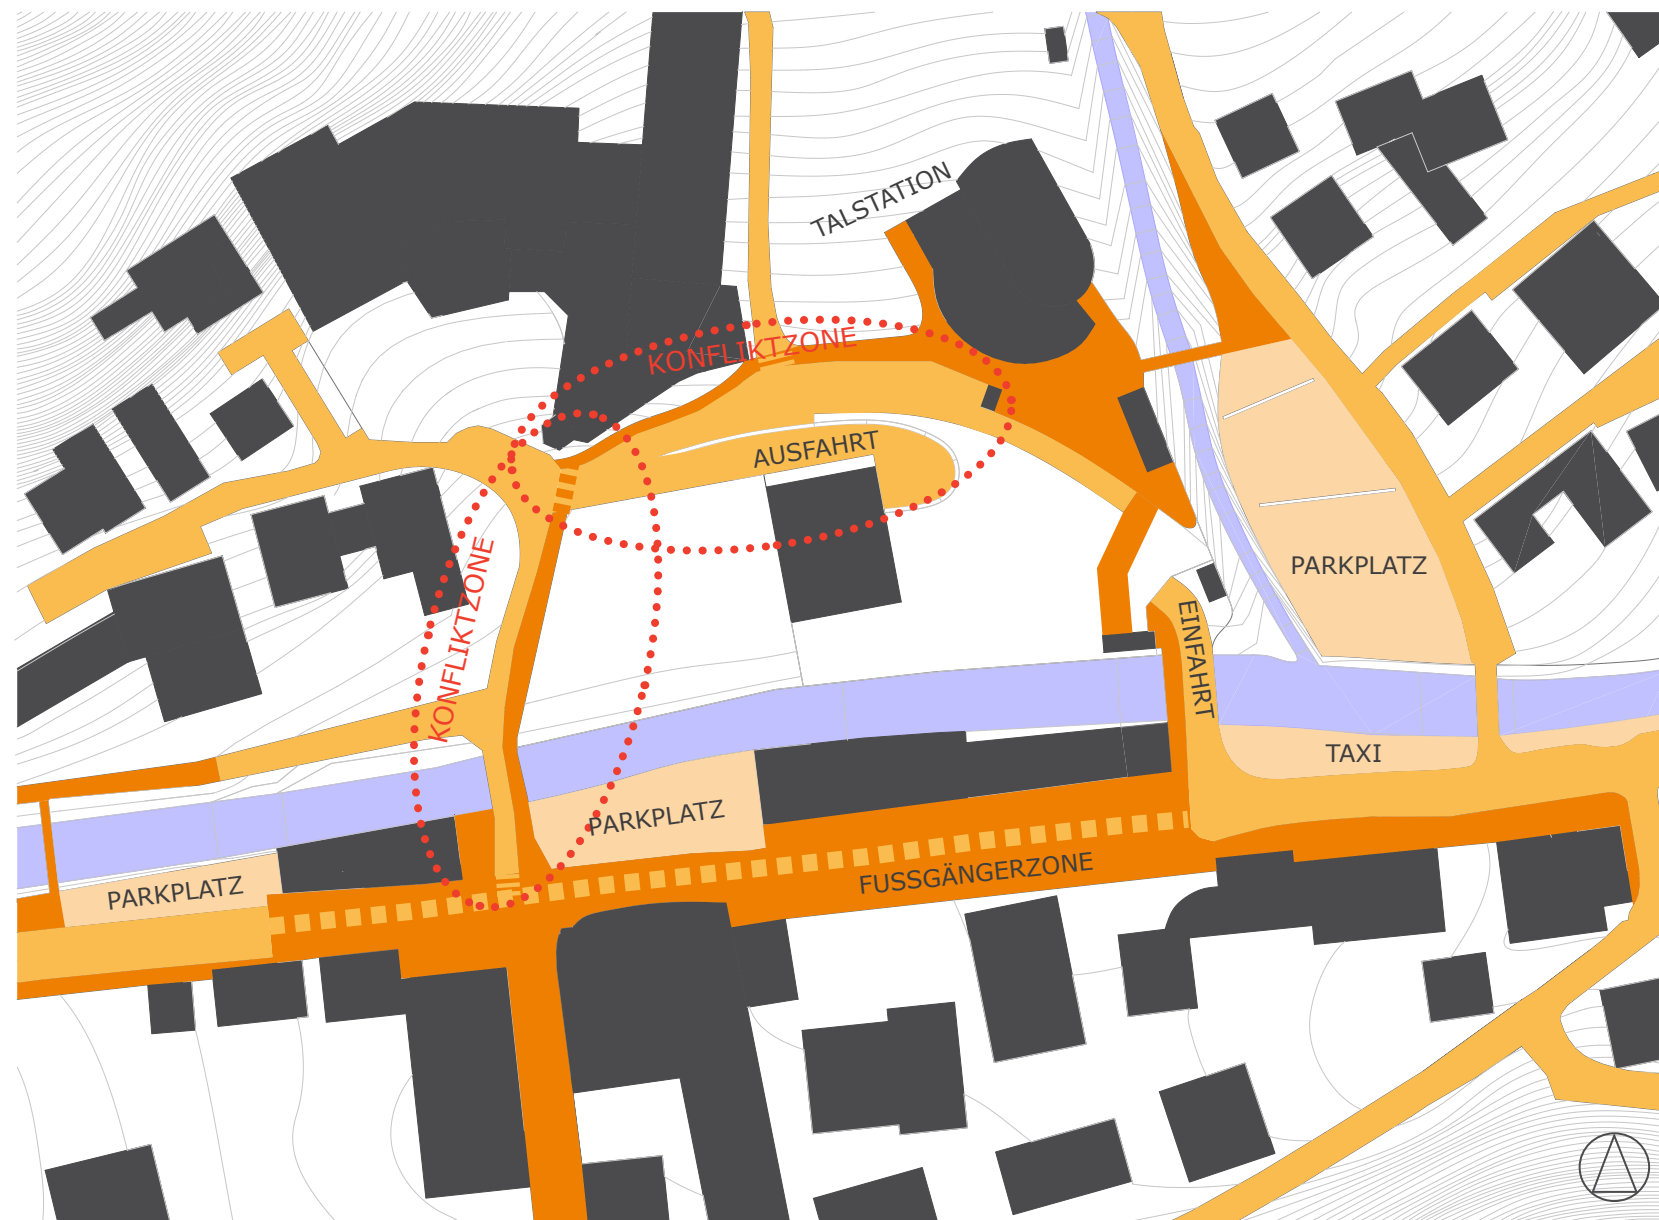 TALSTATION
KONFLIKTZONE
AUSFAHRT
PARKPLATZ
KONFLIKTZONE
EINFAHRT
TAXI
PARKPLATZ
PARKPLATZ
FUSSGÄNGERZONE